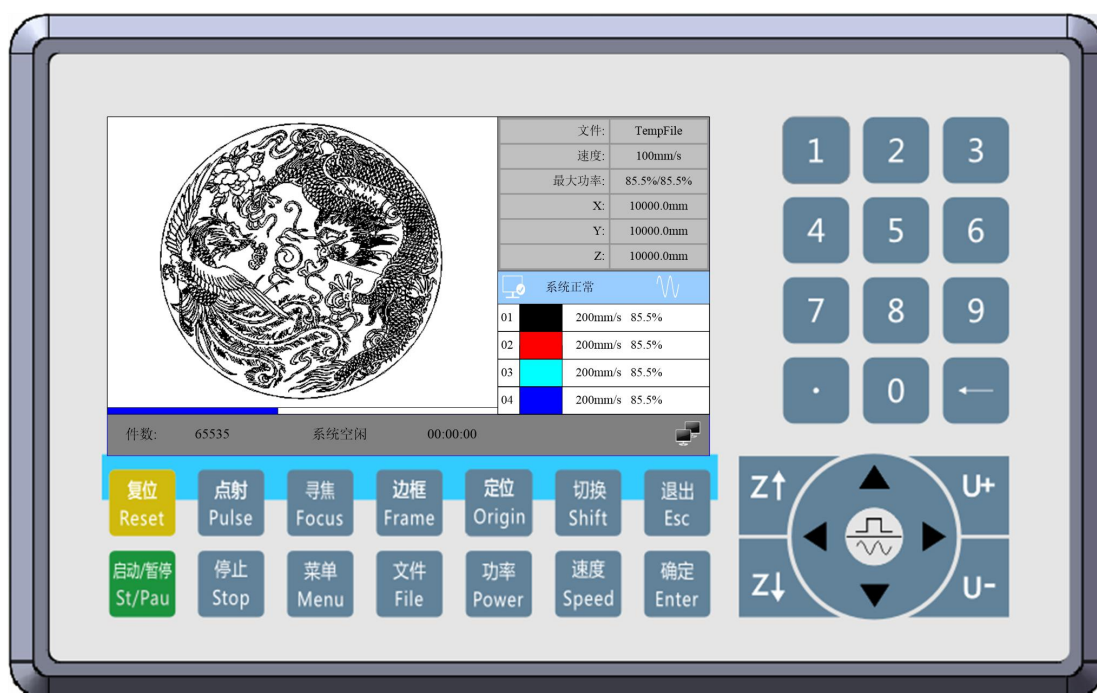 文件: TempFile
速度: 100mm/s
最大功率: 85.5%/85.5%
X: 10000.0mm
Y: 10000.0mm
Z: 10000.0mm
系统正常
01 200mm/s 85.5%
02 200mm/s 85.5%
03 200mm/s 85.5%
04 200mm/s 85.5%
件数: 65535 系统空闲 00:00:00
复位 点射 寻焦 边框 定位 切换 退出
Reset Pulse Focus Frame Origin Shift Esc
启动/暂停 停止 菜单 文件 功率 速度 确定
St/Pau Stop Menu File Power Speed Enter
1 2 3
4 5 6
7 8 9
. 0 ←
Z↑ U+
Z↓ U-